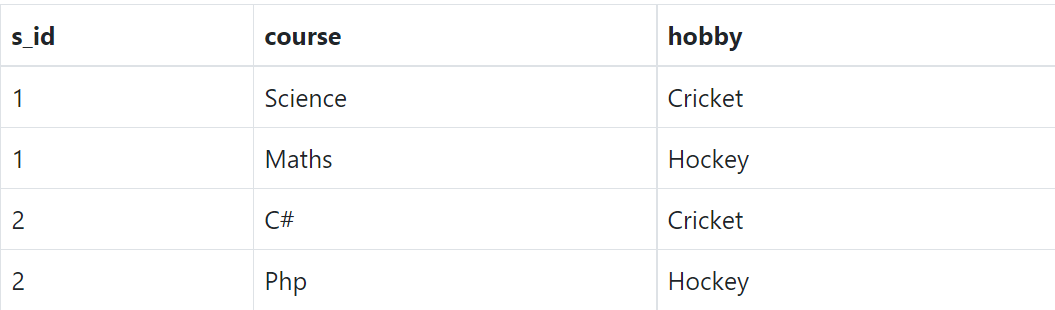 s_id course hobby
1 Science Cricket
1 Maths Hockey
2 C# Cricket
2 Php Hockey